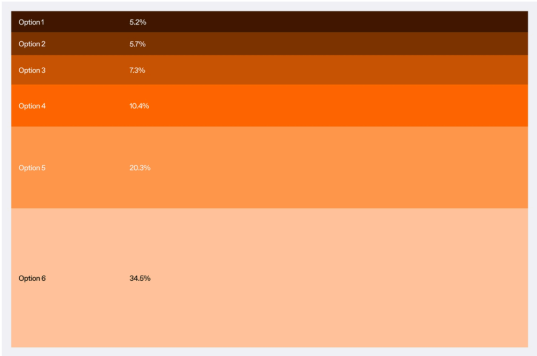 Option 1 5.2%
Option 2 5.7%
Option 3 7.3%
Option 4 10.4%
Option 5 20.3%
Option 6 34.5%